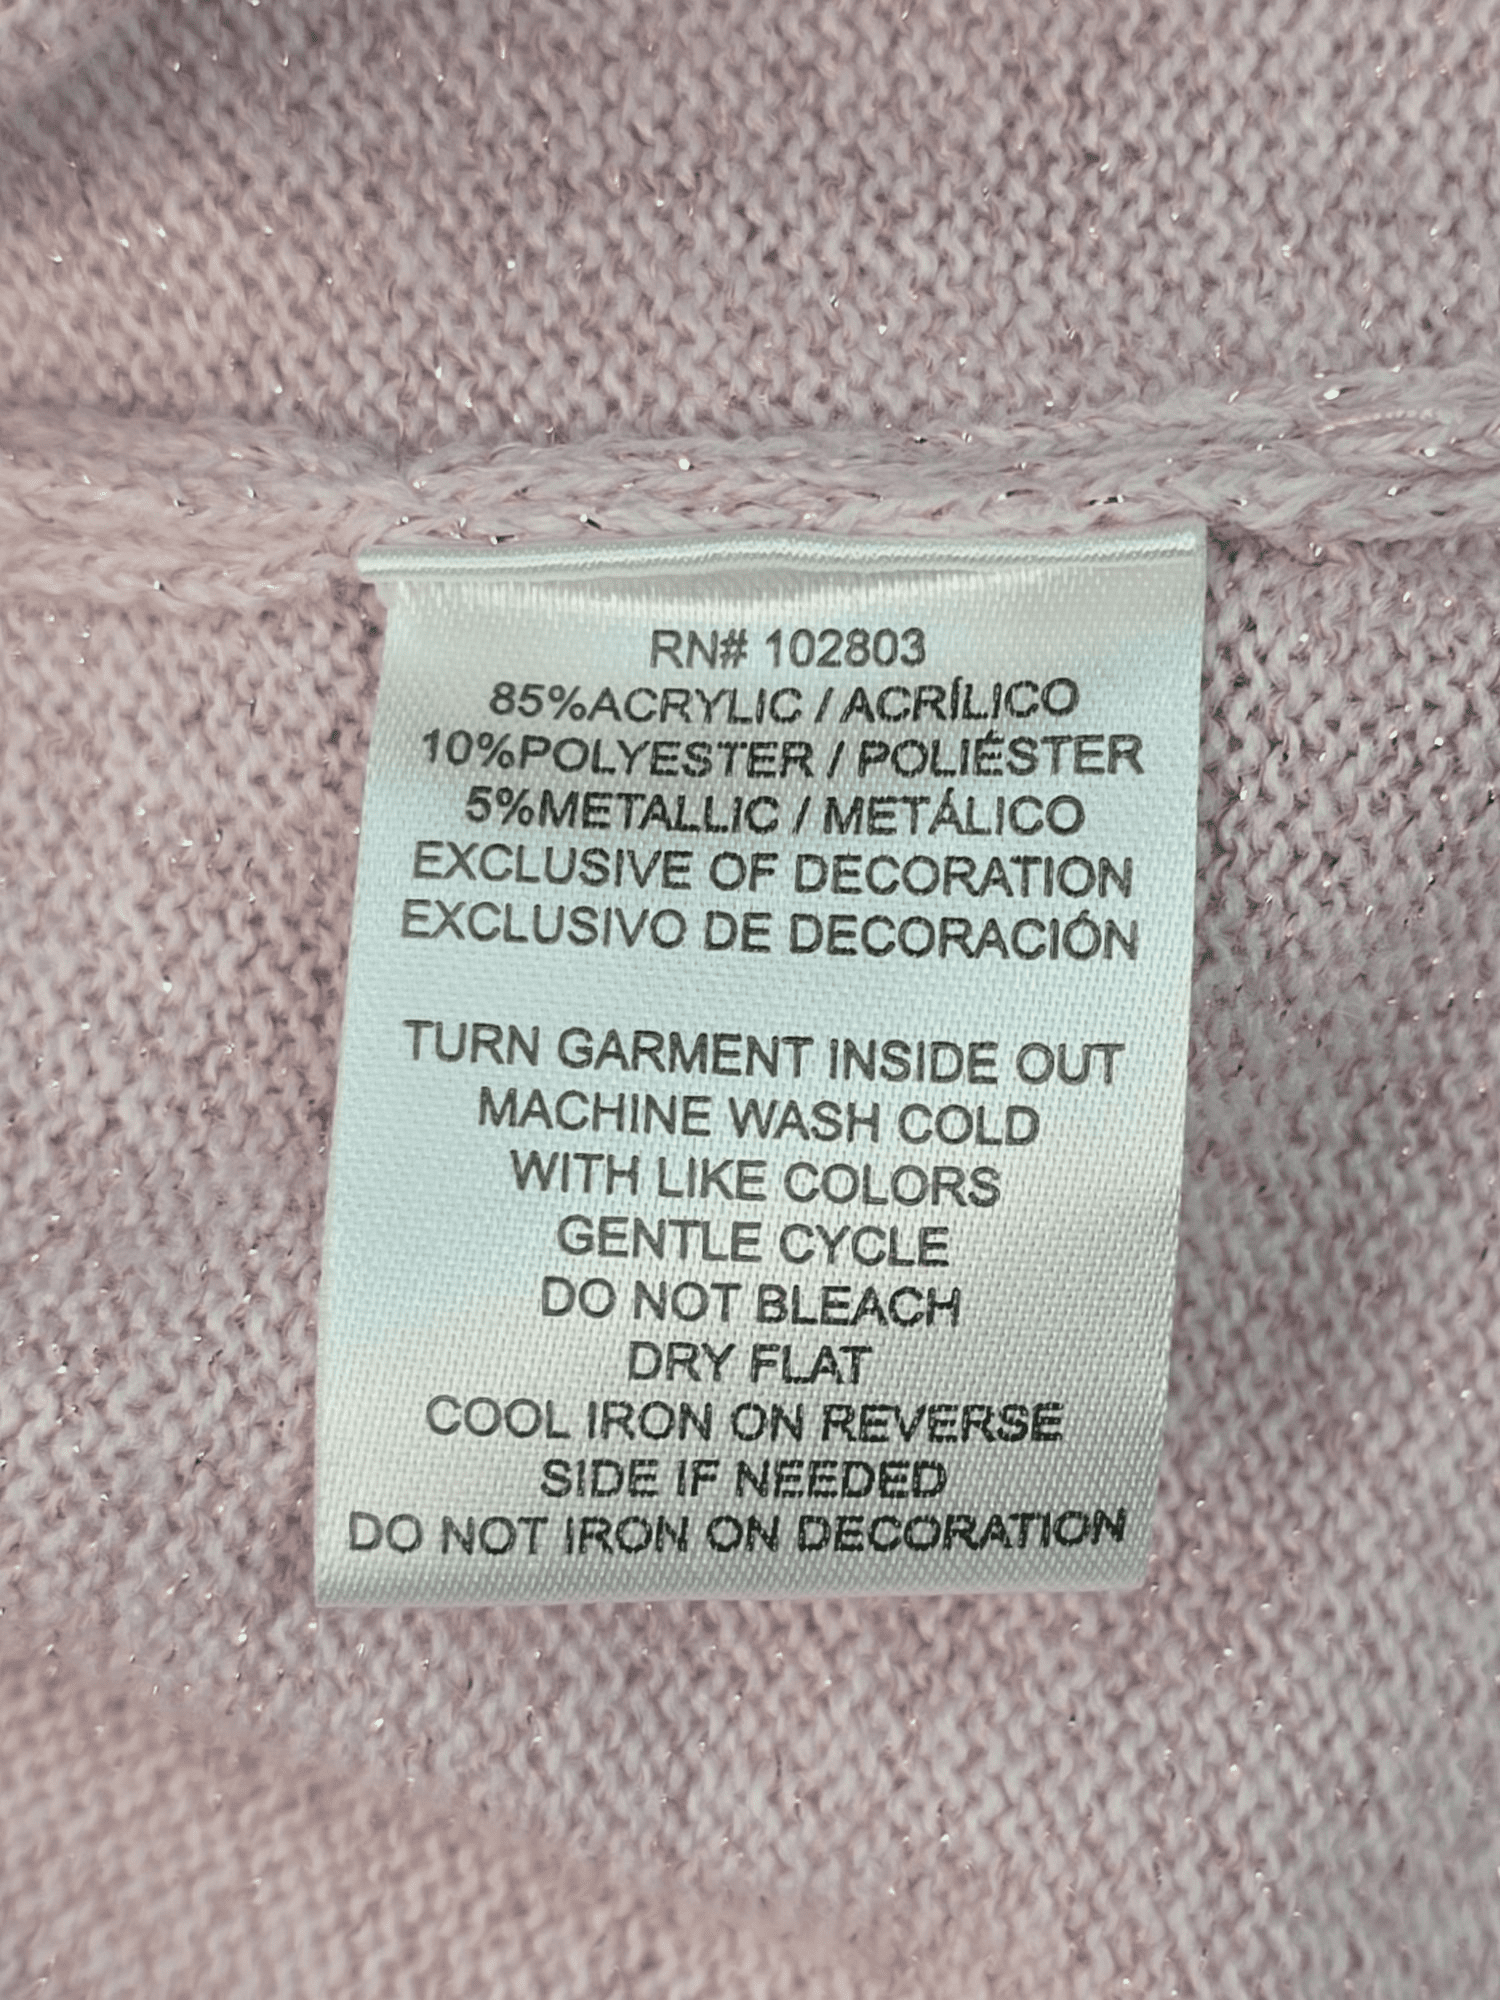 RN# 102803
85%ACRYLIC / ACRÍLICO
10%POLYESTER / POLIÉSTER
5%METALLIC / METÁLICO
EXCLUSIVE OF DECORATION
EXCLUSIVO DE DECORACIÓN
TURN GARMENT INSIDE OUT
MACHINE WASH COLD
WITH LIKE COLORS
GENTLE CYCLE
DO NOT BLEACH
DRY FLAT
COOL IRON ON REVERSE
SIDE IF NEEDED
DO NOT IRON ON DECORATION